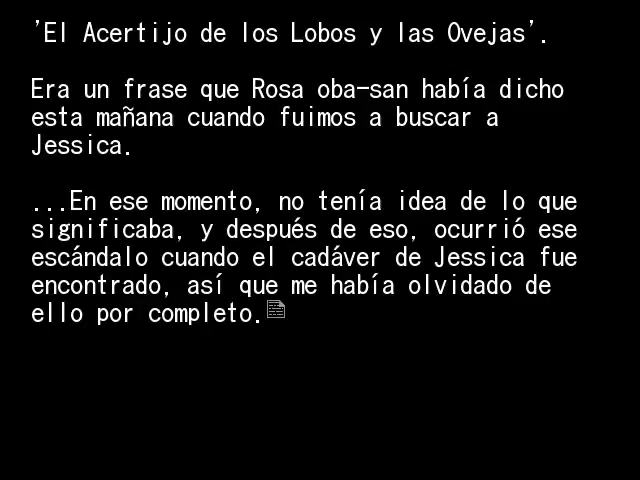 'El Acertijo de los Lobos y las Ovejas'.
Era un frase que Rosa oba-san había dicho
esta mañana cuando fuimos a buscar a
Jessica.
...En ese momento, no tenía idea de lo que
significaba, y después de eso, ocurrió ese
escándalo cuando el cadáver de Jessica fue
encontrado, así que me había olvidado de
ello por completo.